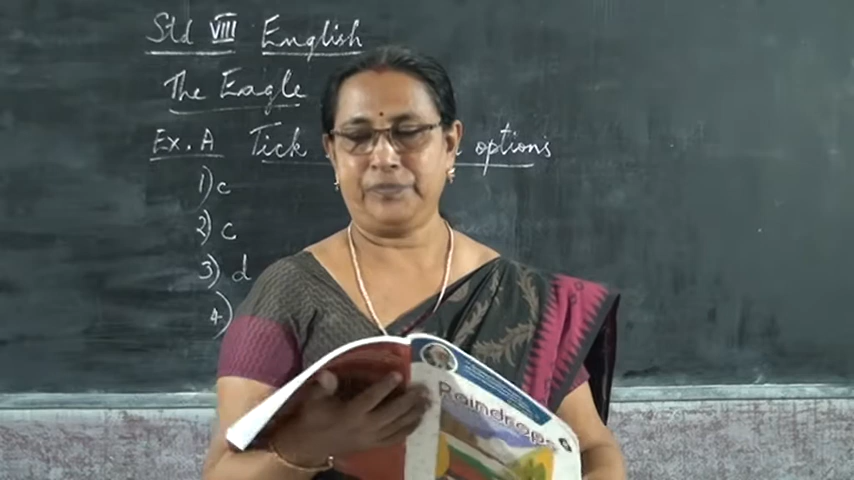 Std VIII English
The Eagle
Ex. A Tick options
1) c
2) c
3) d
4)
Raindrops